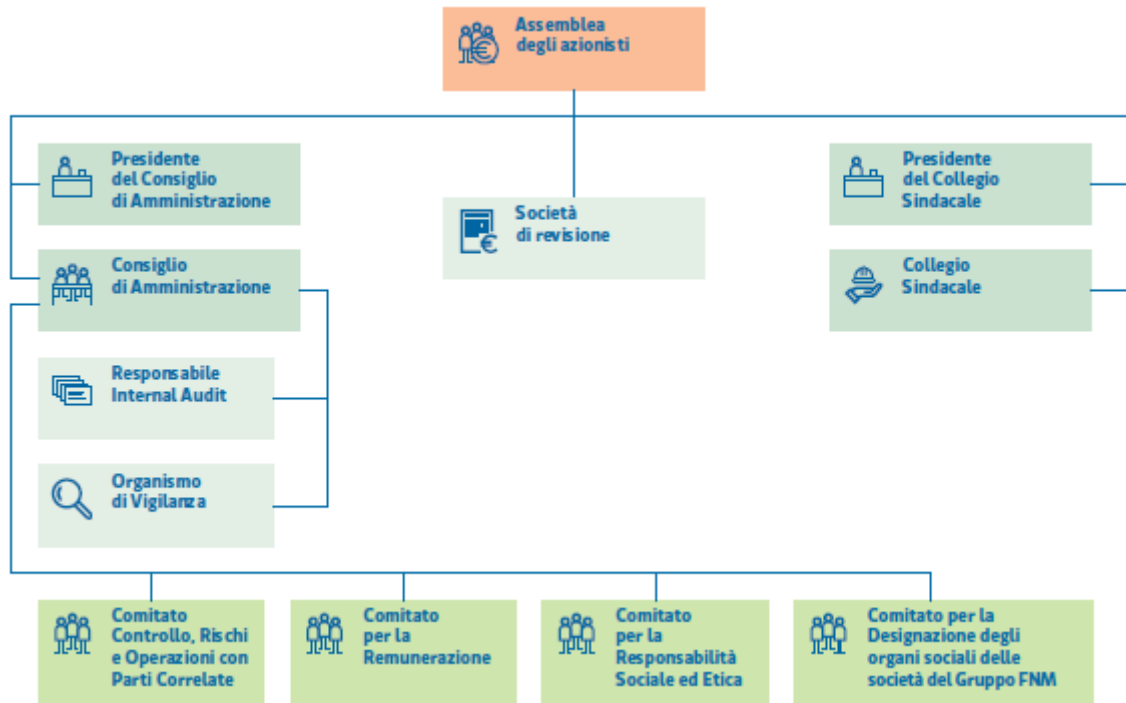 Assemblea
degli azionisti
Presidente
del Consiglio
di Amministrazione
Società
di revisione
Presidente
del Collegio
Sindacale
Consiglio
di Amministrazione
Collegio
Sindacale
Responsabile
Internal Audit
Organismo
di Vigilanza
Comitato
Controllo, Rischi
e Operazioni con
Parti Correlate
Comitato
per la
Remunerazione
Comitato
per la
Responsabilità
Sociale ed Etica
Comitato per la
Designazione degli
organi sociali delle
società del Gruppo FNM